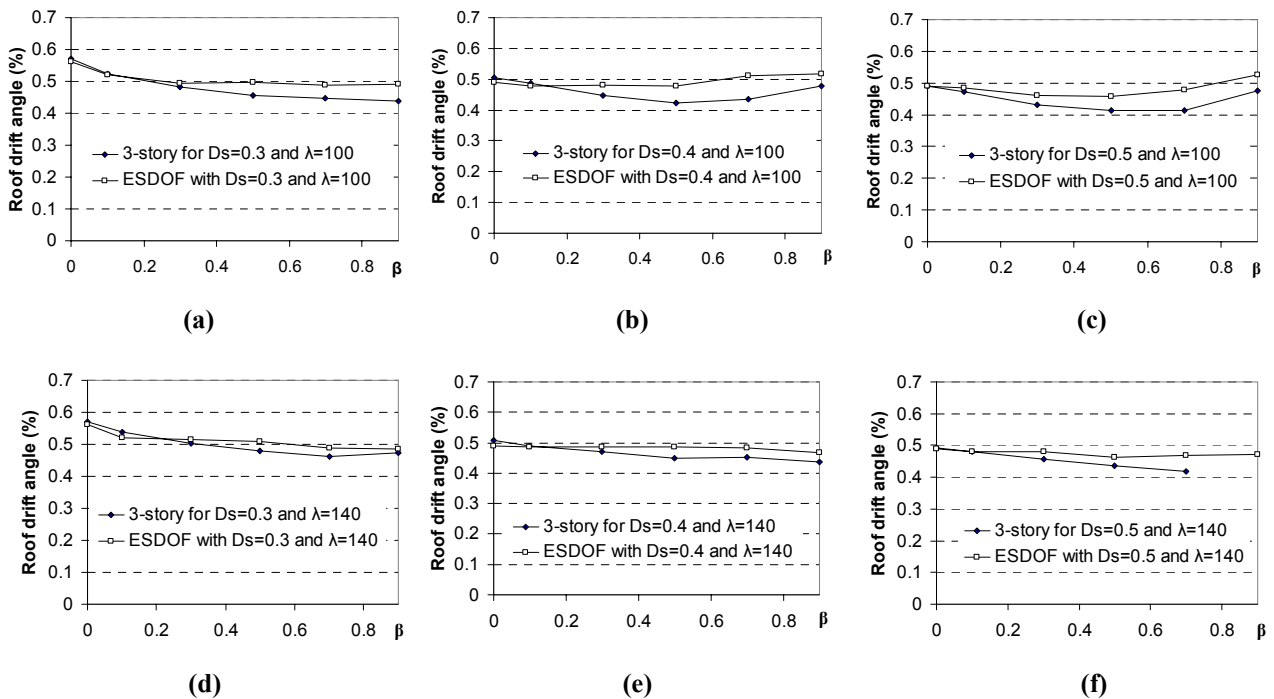 Roof drift angle (%)
0.7
0.6
0.5
0.4
0.3
0.2
0.1
0
3-story for Ds=0.3 and λ=100
ESDOF with Ds=0.3 and λ=100
0 0.2 0.4 0.6 0.8 β
(a)
Roof drift angle (%)
0.7
0.6
0.5
0.4
0.3
0.2
0.1
0
3-story for Ds=0.4 and λ=100
ESDOF with Ds=0.4 and λ=100
0 0.2 0.4 0.6 0.8 β
(b)
Roof drift angle (%)
0.7
0.6
0.5
0.4
0.3
0.2
0.1
0
3-story for Ds=0.5 and λ=100
ESDOF with Ds=0.5 and λ=100
0 0.2 0.4 0.6 0.8 β
(c)
Roof drift angle (%)
0.7
0.6
0.5
0.4
0.3
0.2
0.1
0
3-story for Ds=0.3 and λ=140
ESDOF with Ds=0.3 and λ=140
0 0.2 0.4 0.6 0.8 β
(d)
Roof drift angle (%)
0.7
0.6
0.5
0.4
0.3
0.2
0.1
0
3-story for Ds=0.4 and λ=140
ESDOF with Ds=0.4 and λ=140
0 0.2 0.4 0.6 0.8 β
(e)
Roof drift angle (%)
0.7
0.6
0.5
0.4
0.3
0.2
0.1
0
3-story for Ds=0.5 and λ=140
ESDOF with Ds=0.5 and λ=140
0 0.2 0.4 0.6 0.8 β
(f)